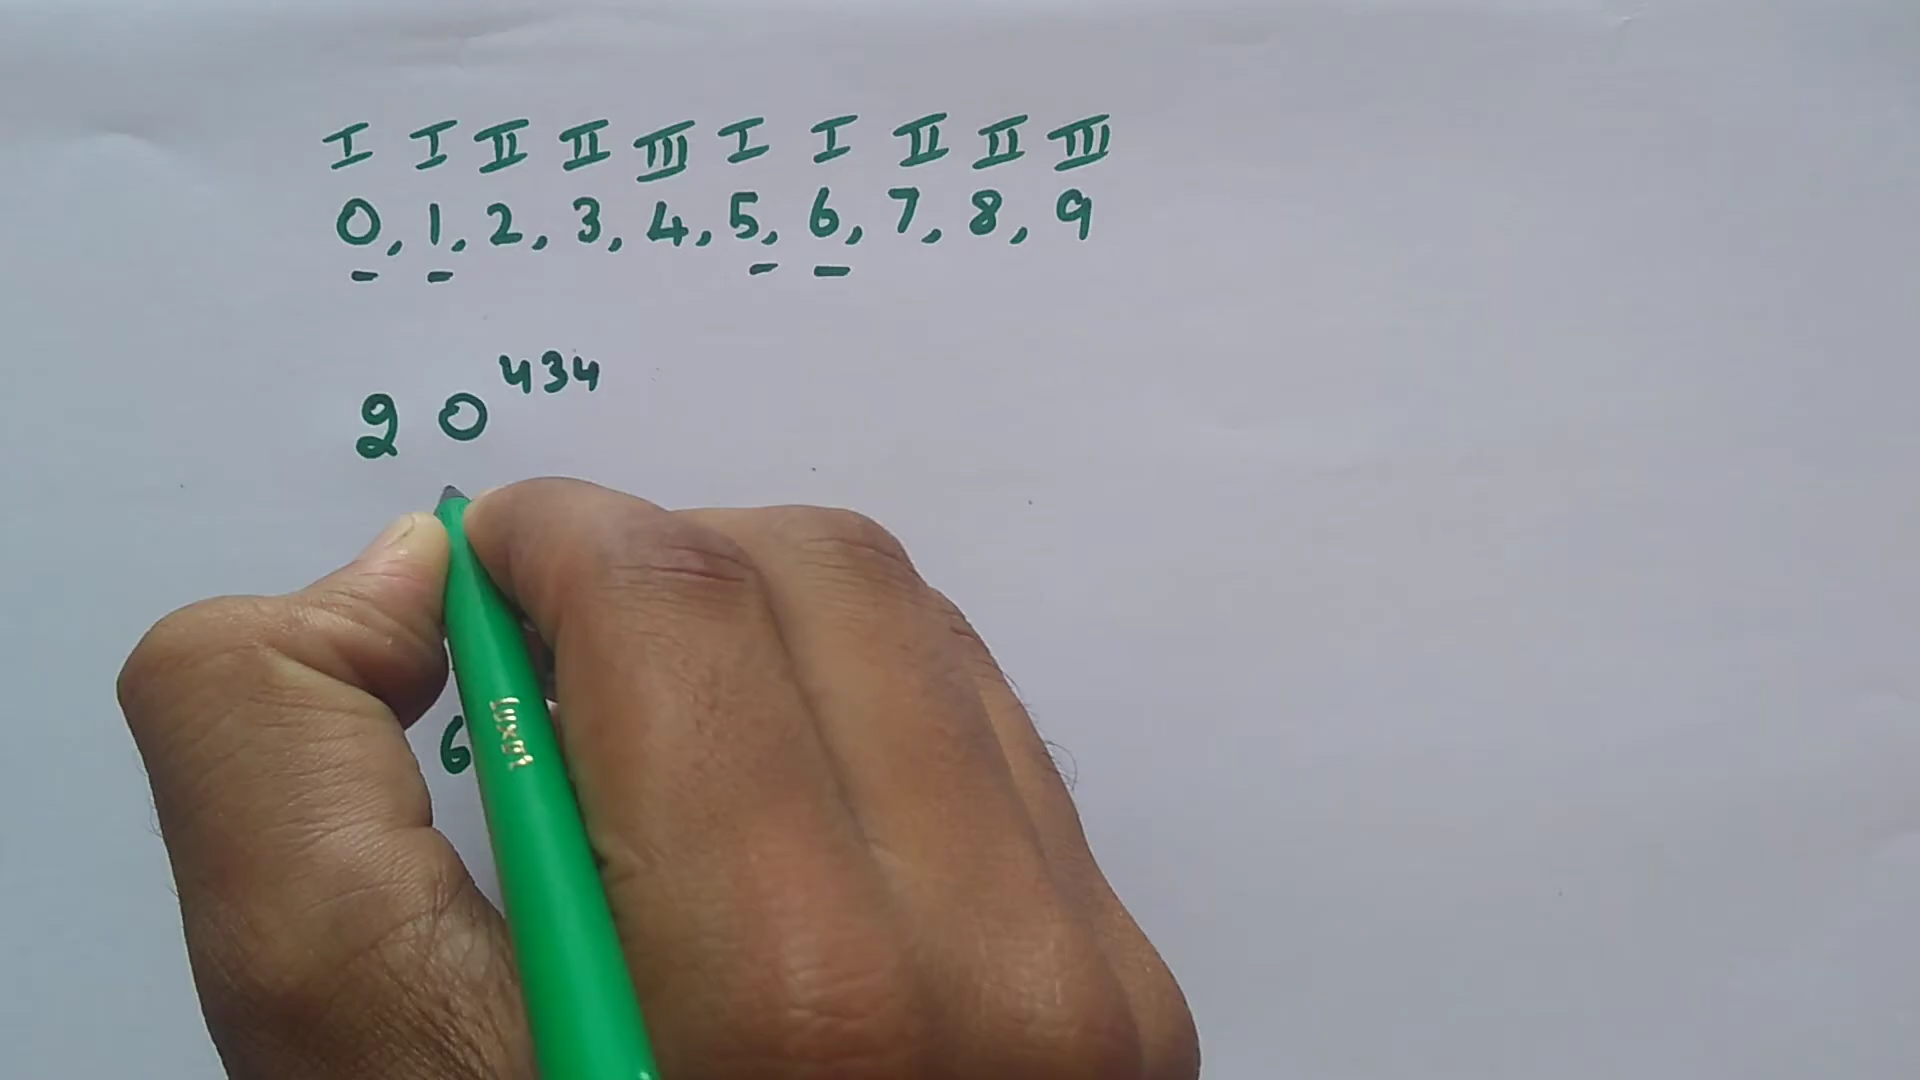 I I II II III I I II II III
0, 1, 2, 3, 4, 5, 6, 7, 8, 9
20^434
6
luxor